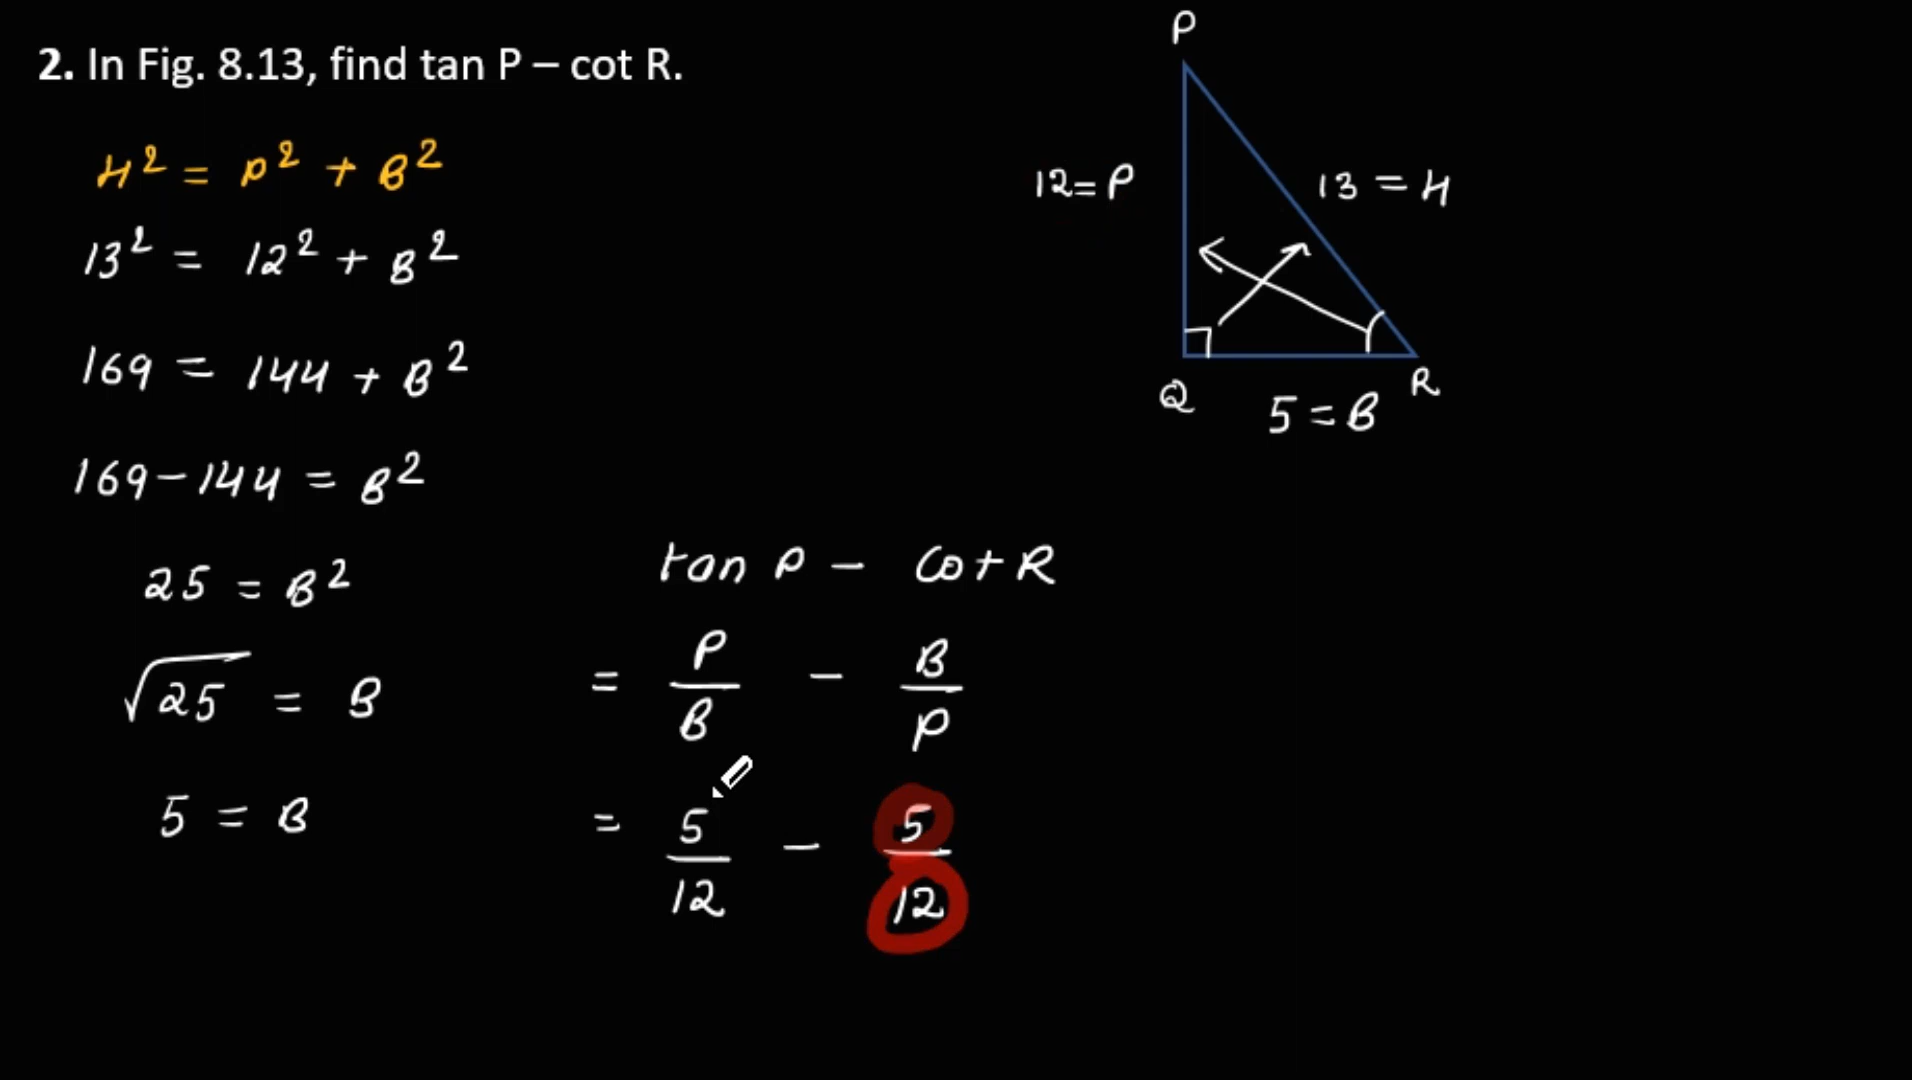 2. In Fig. 8.13, find tan P – cot R.
H² = P² + B²
13² = 12² + B²
169 = 144 + B²
169 – 144 = B²
25 = B²
√25 = B
5 = B
P
12 = P
13 = H
Q
R
5 = B
tan P – Cot R
= P/B – B/P
= 5/12 – 5/12